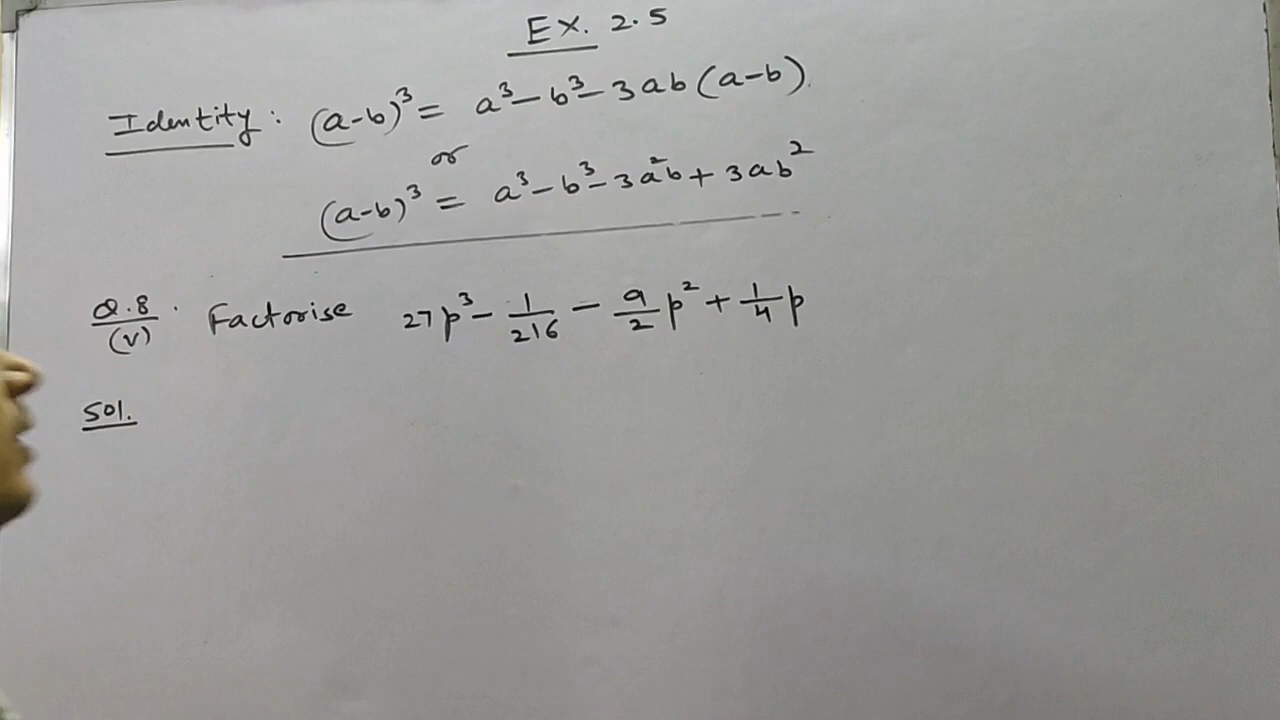 EX. 2.5
Identity: (a-b)³ = a³-b³-3ab(a-b).
or
(a-b)³ = a³-b³-3a²b+3ab²
Q.8/(v). Factorise 27p³ - 1/216 - 9/2 p² + 1/4 p
Sol.